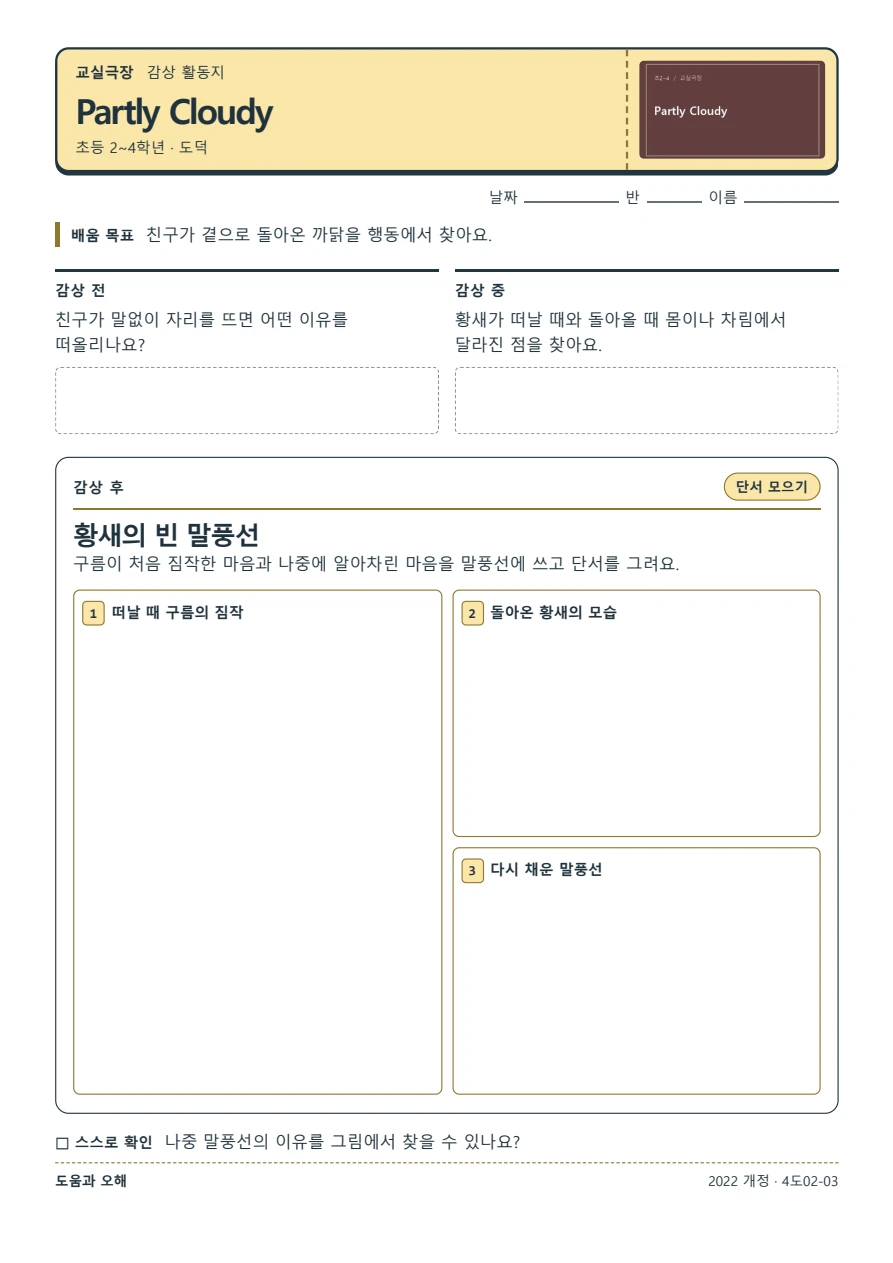 교실극장 감상 활동지
Partly Cloudy
초등 2~4학년 · 도덕
초2~4 / 교실극장
Partly Cloudy
날짜 반 이름
배움 목표 친구가 곁으로 돌아온 까닭을 행동에서 찾아요.
감상 전
친구가 말없이 자리를 뜨면 어떤 이유를
떠올리나요?
감상 중
황새가 떠날 때와 돌아올 때 몸이나 차림에서
달라진 점을 찾아요.
감상 후
단서 모으기
황새의 빈 말풍선
구름이 처음 짐작한 마음과 나중에 알아차린 마음을 말풍선에 쓰고 단서를 그려요.
1 떠날 때 구름의 짐작
2 돌아온 황새의 모습
3 다시 채운 말풍선
□ 스스로 확인 나중 말풍선의 이유를 그림에서 찾을 수 있나요?
도움과 오해
2022 개정 · 4도02-03